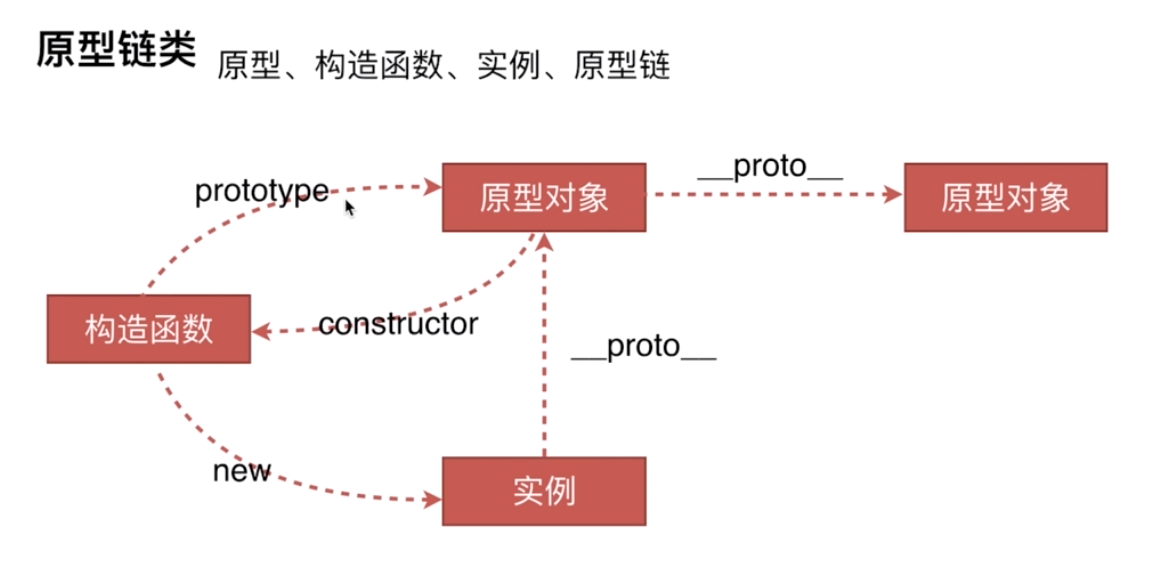 原型链类 原型、构造函数、实例、原型链
prototype
原型对象
__proto__
原型对象
构造函数
constructor
__proto__
new
实例